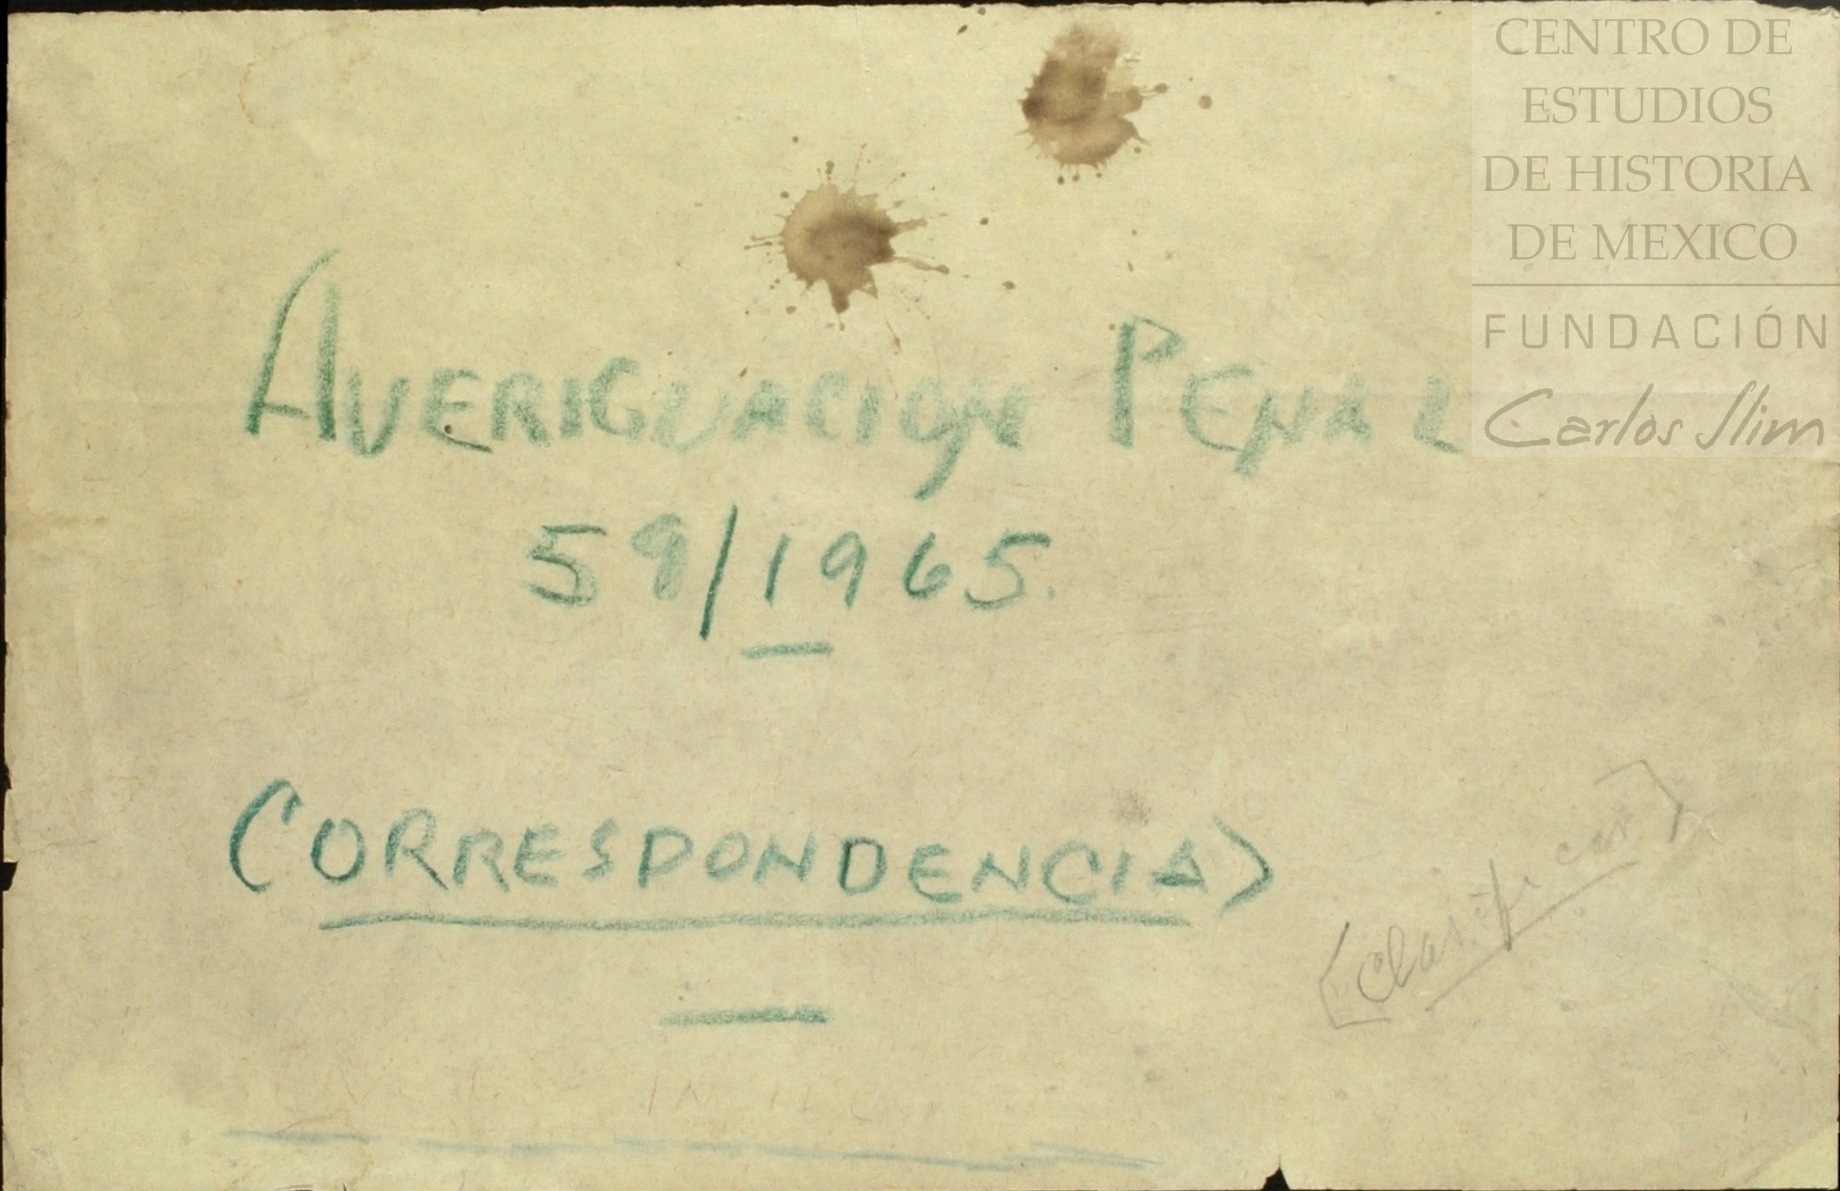 CENTRO DE
ESTUDIOS
DE HISTORIA
DE MEXICO
FUNDACIÓN
Carlos Slim
AVERIGUACION PENAL
59/1965.
(CORRESPONDENCIA)
[Clasificar]